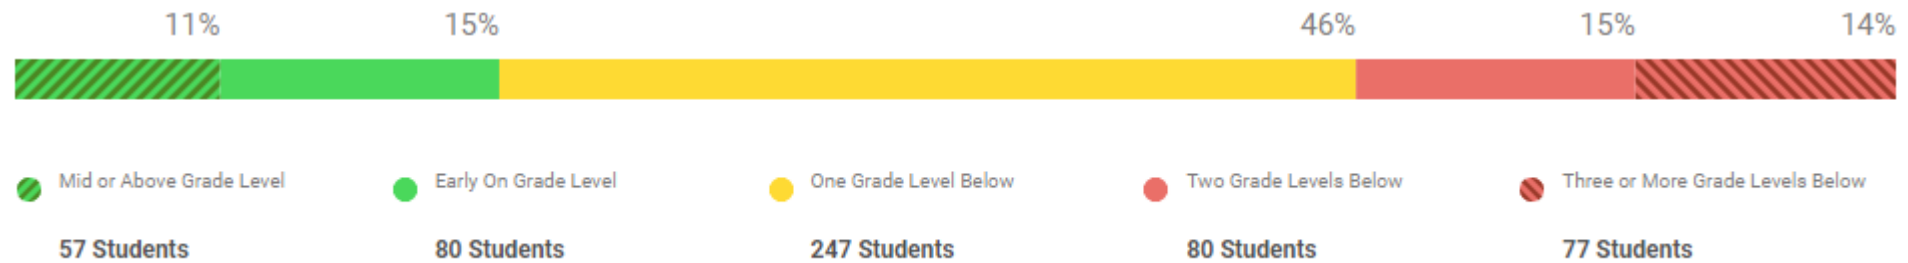 11% 15% 46% 15% 14%
Mid or Above Grade Level Early On Grade Level One Grade Level Below Two Grade Levels Below Three or More Grade Levels Below
57 Students 80 Students 247 Students 80 Students 77 Students